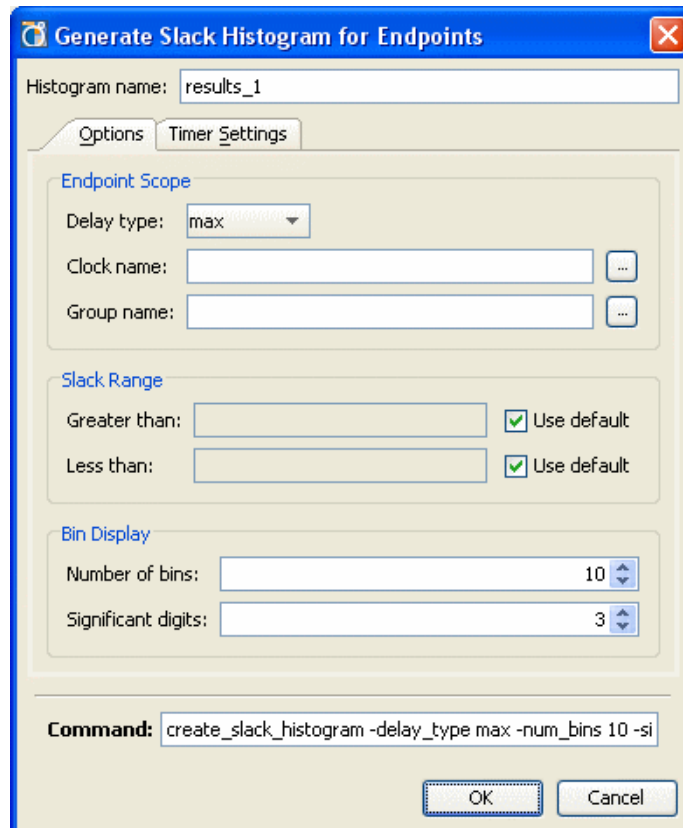 Generate Slack Histogram for Endpoints
Histogram name: results_1
Options Timer Settings
Endpoint Scope
Delay type: max
Clock name: ...
Group name: ...
Slack Range
Greater than: Use default
Less than: Use default
Bin Display
Number of bins: 10
Significant digits: 3
Command: create_slack_histogram -delay_type max -num_bins 10 -si
OK Cancel